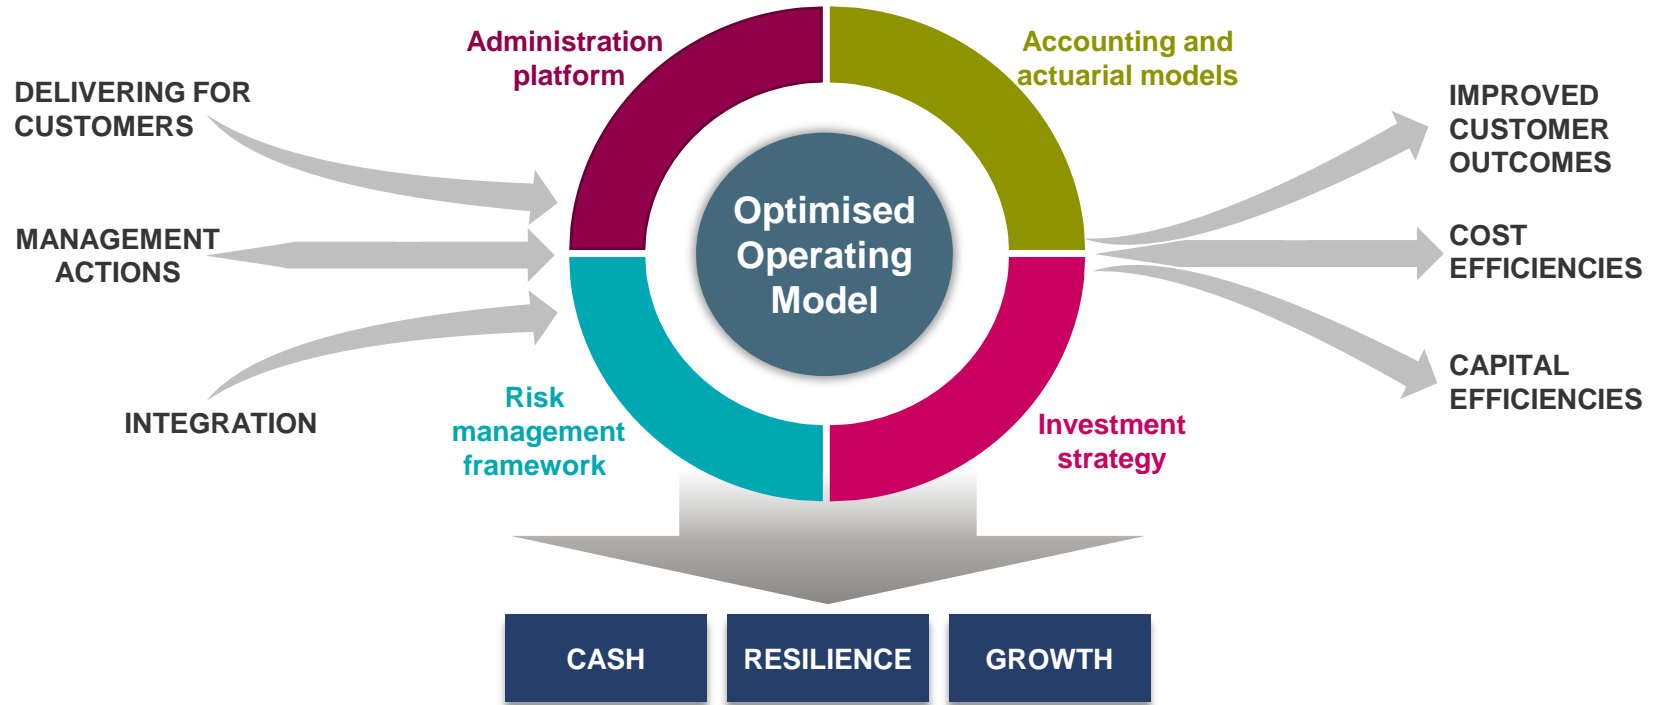 Administration
platform
Accounting and
actuarial models
DELIVERING FOR
CUSTOMERS
MANAGEMENT
ACTIONS
INTEGRATION
Optimised
Operating
Model
IMPROVED
CUSTOMER
OUTCOMES
COST
EFFICIENCIES
CAPITAL
EFFICIENCIES
Risk
management
framework
Investment
strategy
CASH
RESILIENCE
GROWTH